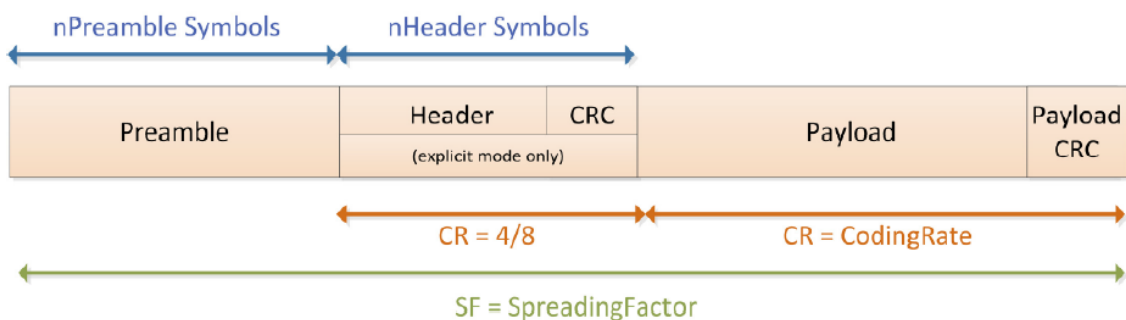 nPreamble Symbols nHeader Symbols
Preamble Header CRC Payload Payload CRC
(explicit mode only)
CR = 4/8 CR = CodingRate
SF = SpreadingFactor